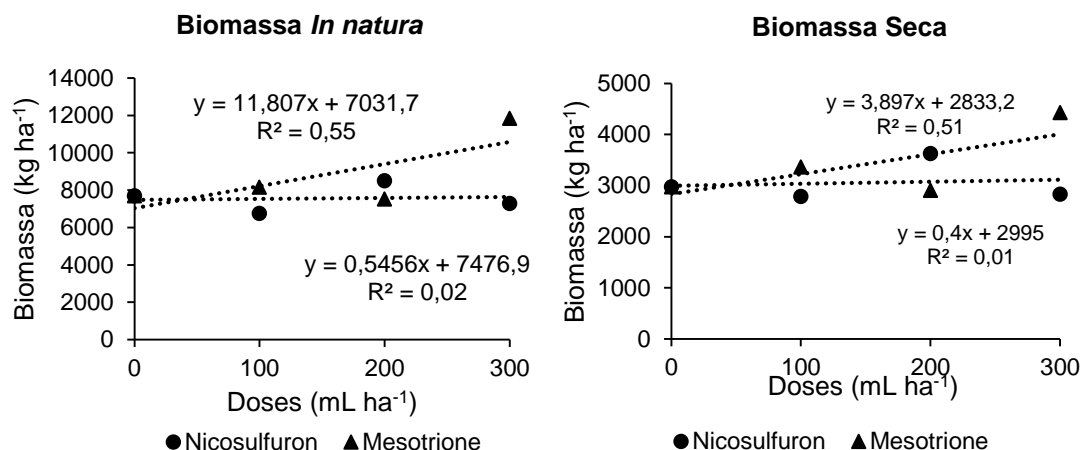 Biomassa In natura
Biomassa (kg ha-1)
14000
12000
10000
8000
6000
4000
2000
0
y = 11,807x + 7031,7
R² = 0,55
y = 0,5456x + 7476,9
R² = 0,02
0 100 200 300
Doses (mL ha-1)
Nicosulfuron Mesotrione
Biomassa Seca
Biomassa (kg ha-1)
5000
4000
3000
2000
1000
0
y = 3,897x + 2833,2
R² = 0,51
y = 0,4x + 2995
R² = 0,01
0 100 200 300
Doses (mL ha-1)
Nicosulfuron Mesotrione